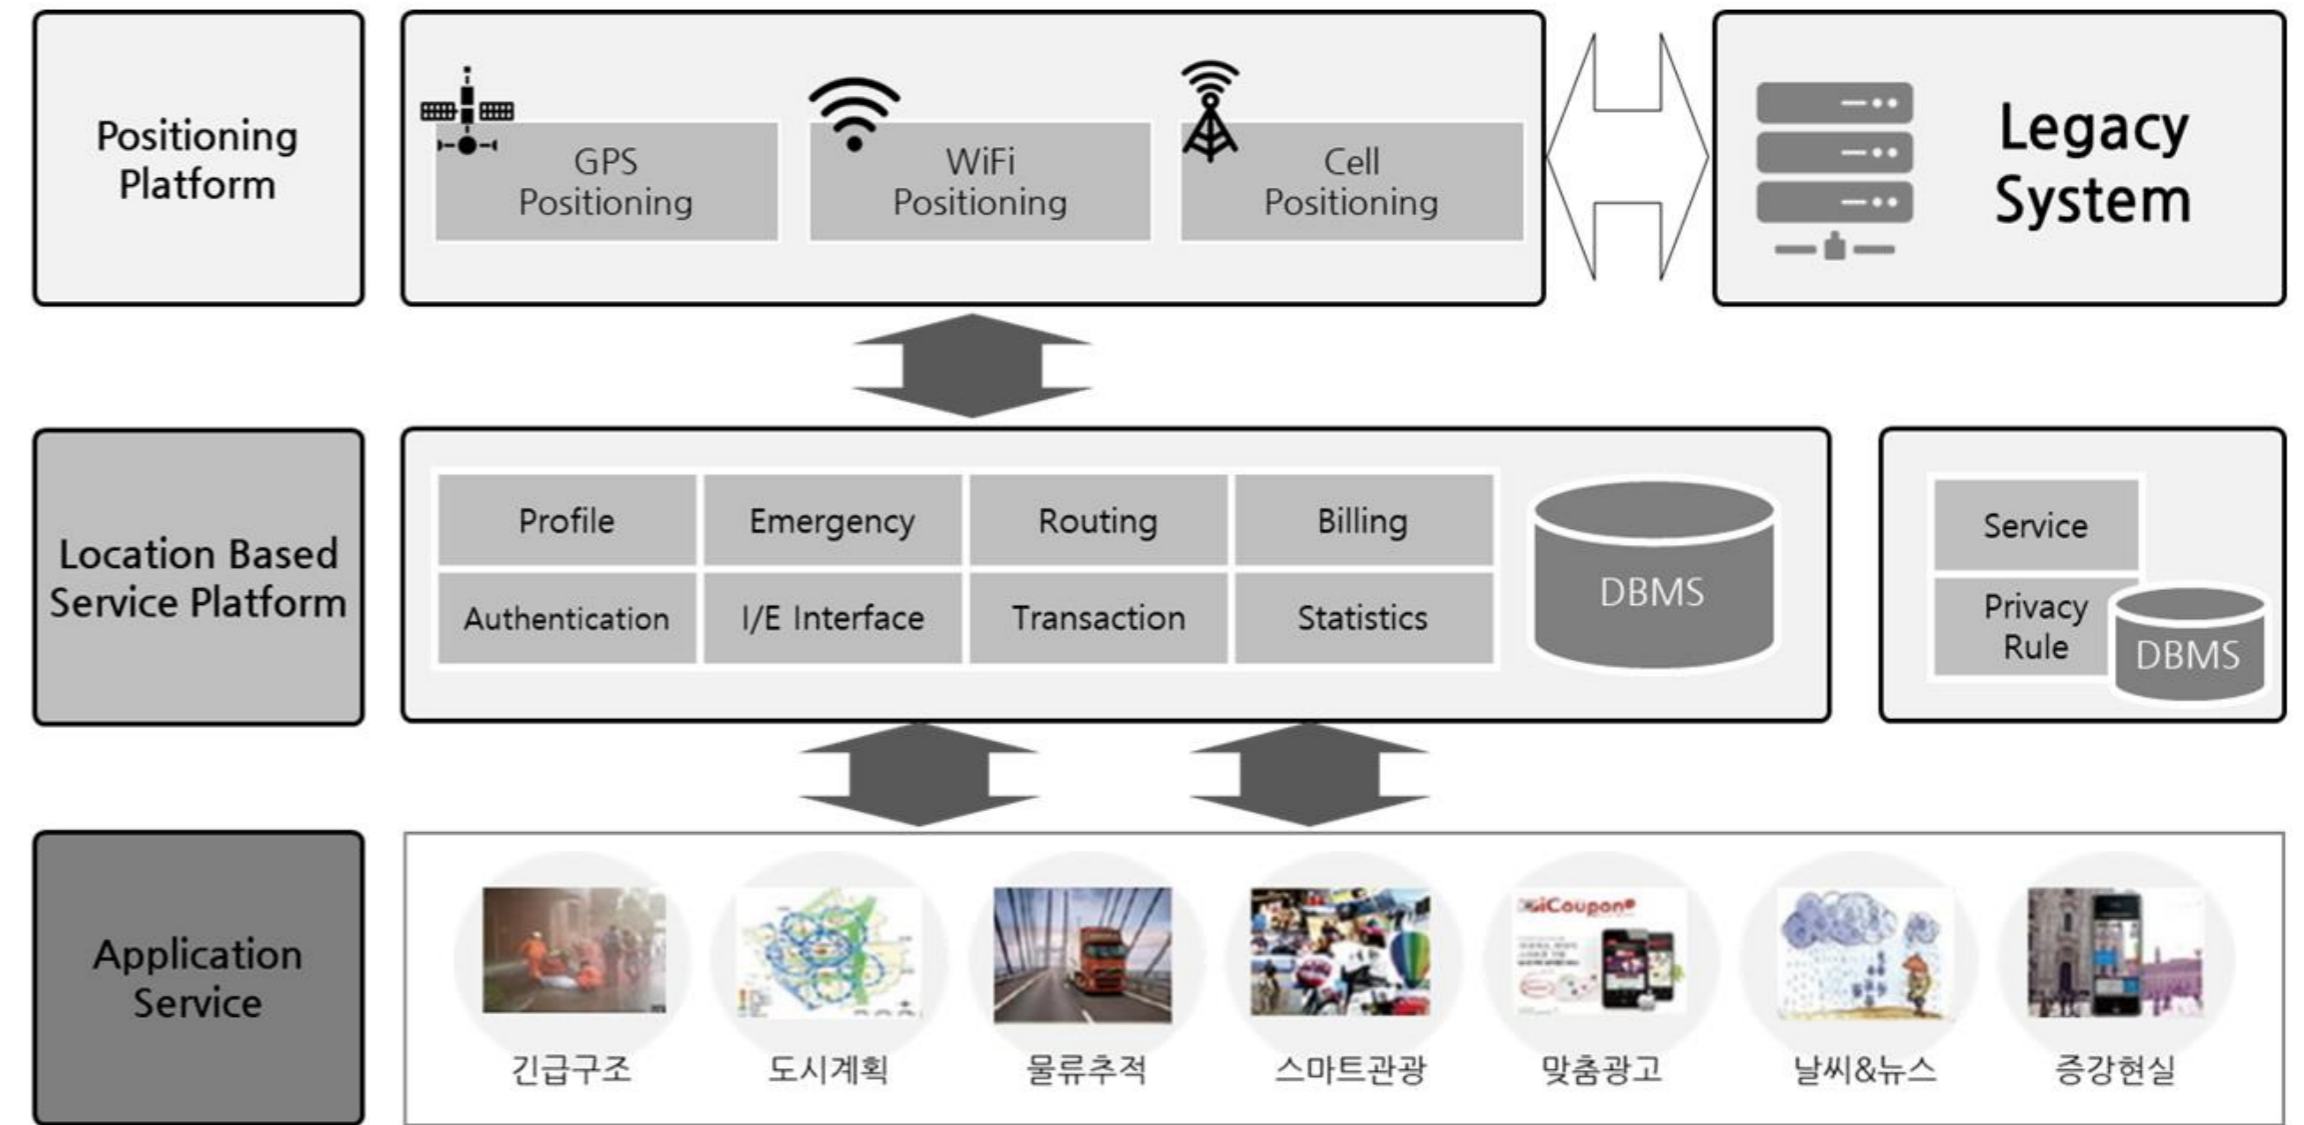 Positioning
Platform
GPS
Positioning
WiFi
Positioning
Cell
Positioning
Legacy
System
Location Based
Service Platform
Profile
Emergency
Routing
Billing
Authentication
I/E Interface
Transaction
Statistics
DBMS
Service
Privacy
Rule
DBMS
Application
Service
iCoupon
긴급구조
도시계획
물류추적
스마트관광
맞춤광고
날씨&뉴스
증강현실